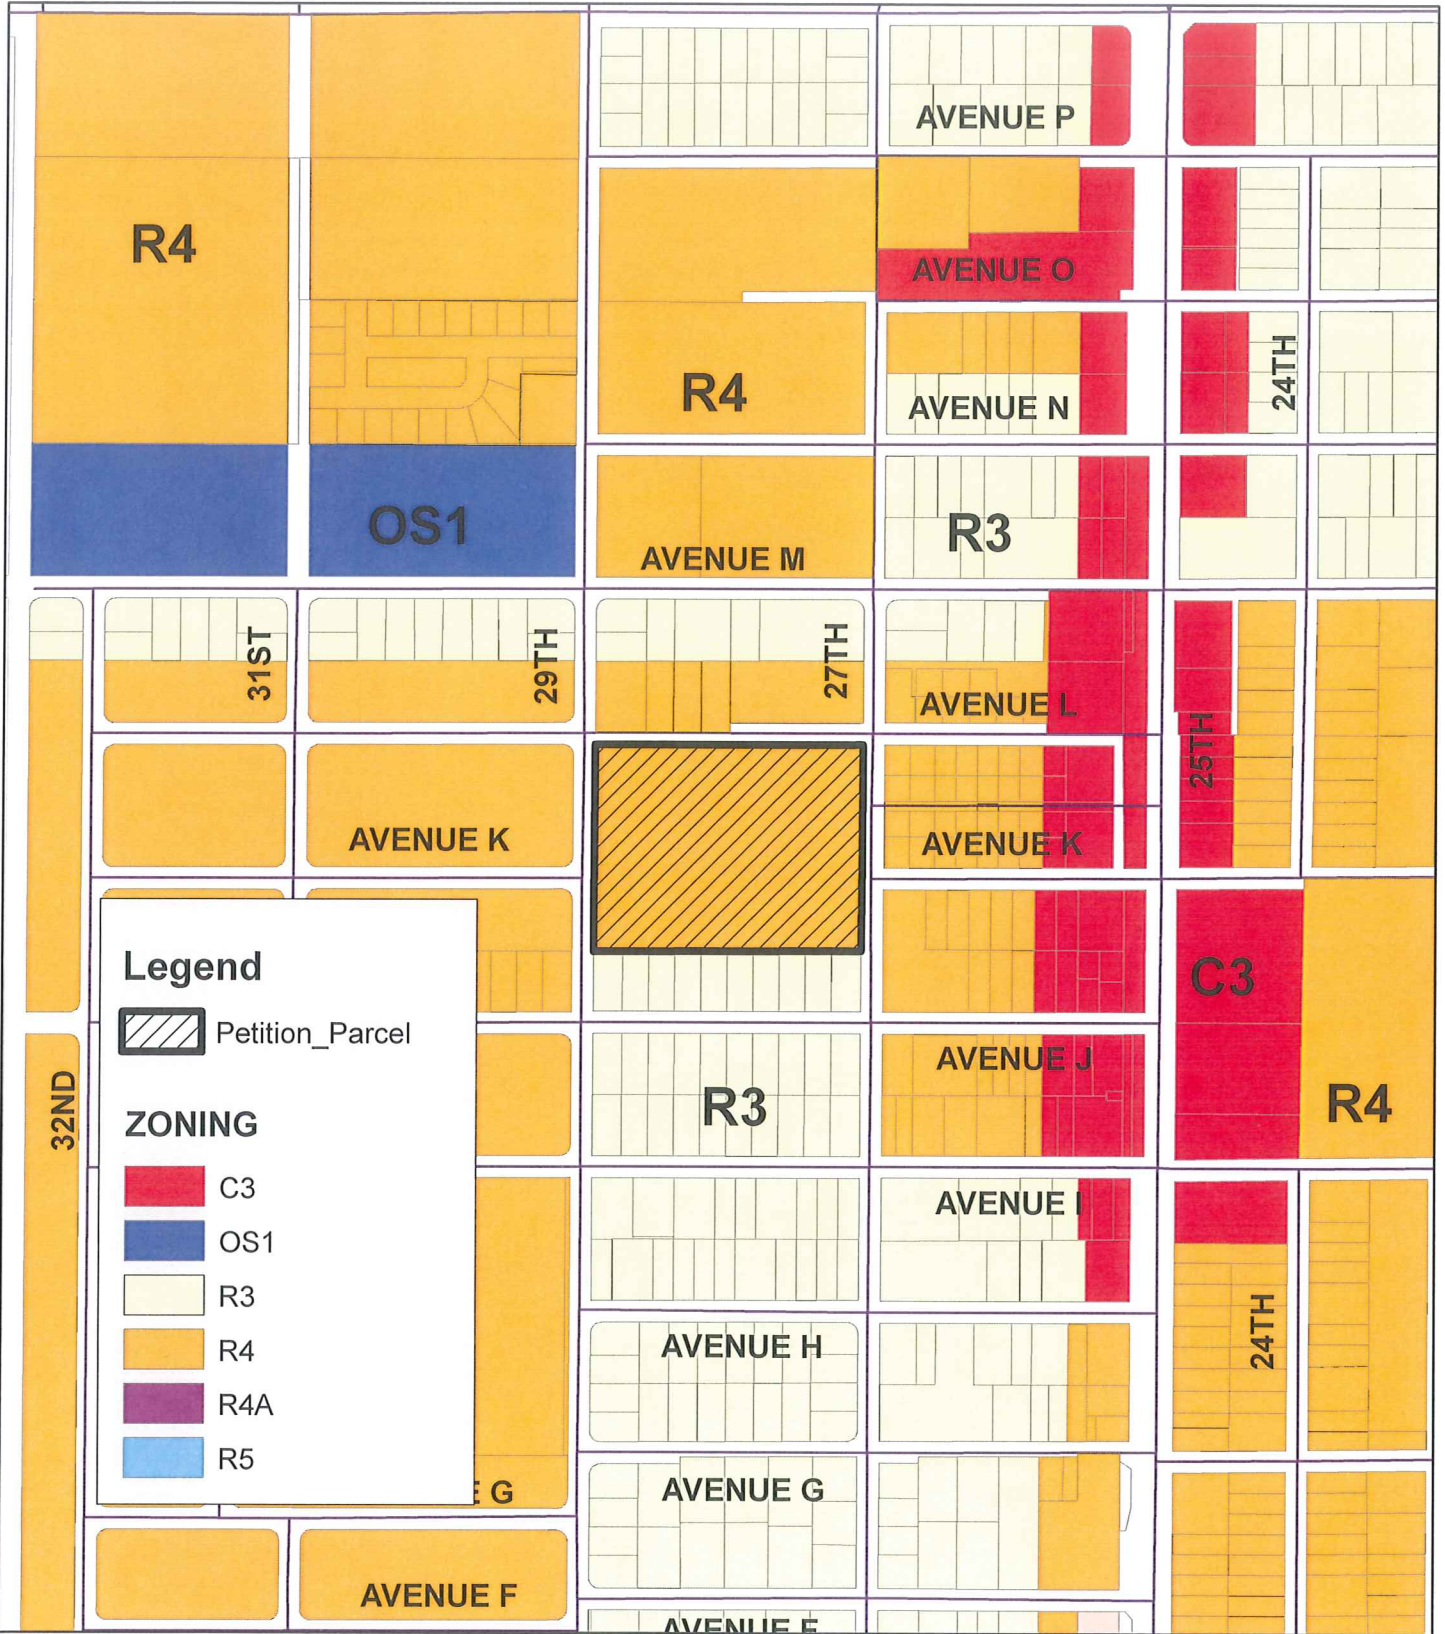 AVENUE P
R4
AVENUE O
24TH
R4
AVENUE N
OS1
R3
AVENUE M
31ST
29TH
27TH
AVENUE L
25TH
AVENUE K
AVENUE K
C3
AVENUE J
R3
R4
32ND
AVENUE I
24TH
AVENUE H
AVENUE G
E G
AVENUE F
Legend
Petition_Parcel
ZONING
C3
OS1
R3
R4
R4A
R5